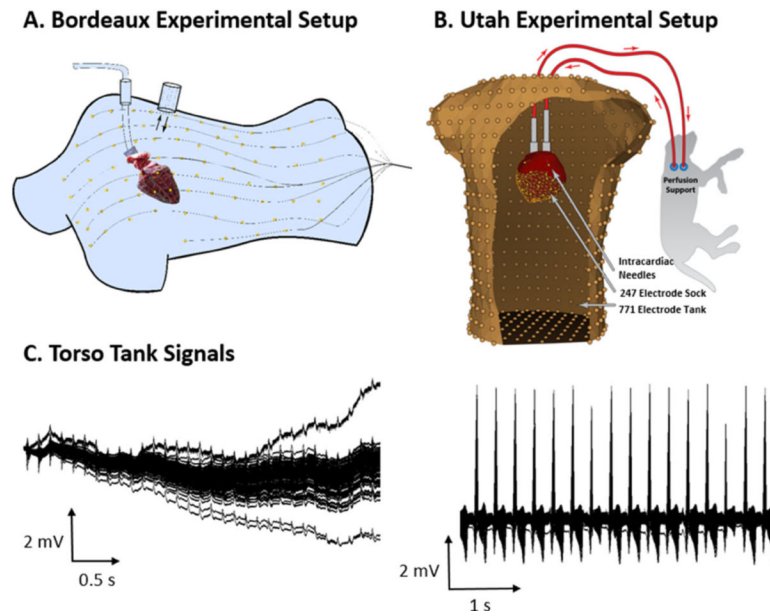 A. Bordeaux Experimental Setup
B. Utah Experimental Setup
Perfusion
Support
Intracardiac
Needles
247 Electrode Sock
771 Electrode Tank
C. Torso Tank Signals
2 mV
0.5 s
2 mV
1 s